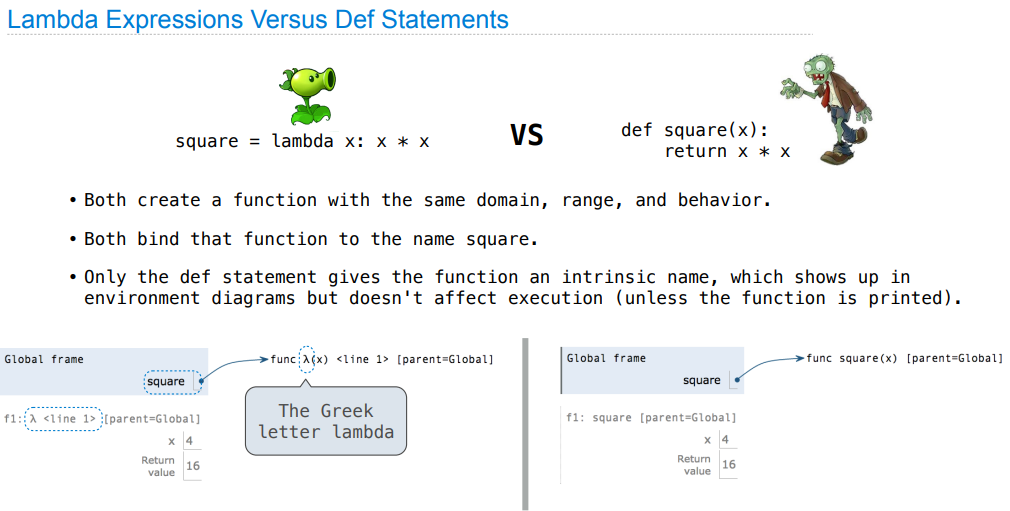 Lambda Expressions Versus Def Statements
square = lambda x: x * x
VS
def square(x):
return x * x
• Both create a function with the same domain, range, and behavior.
• Both bind that function to the name square.
• Only the def statement gives the function an intrinsic name, which shows up in
environment diagrams but doesn't affect execution (unless the function is printed).
Global frame
func λ(x) <line 1> [parent=Global]
square
The Greek
letter lambda
f1: λ <line 1> [parent=Global]
x 4
Return
value 16
Global frame
func square(x) [parent=Global]
square
f1: square [parent=Global]
x 4
Return
value 16